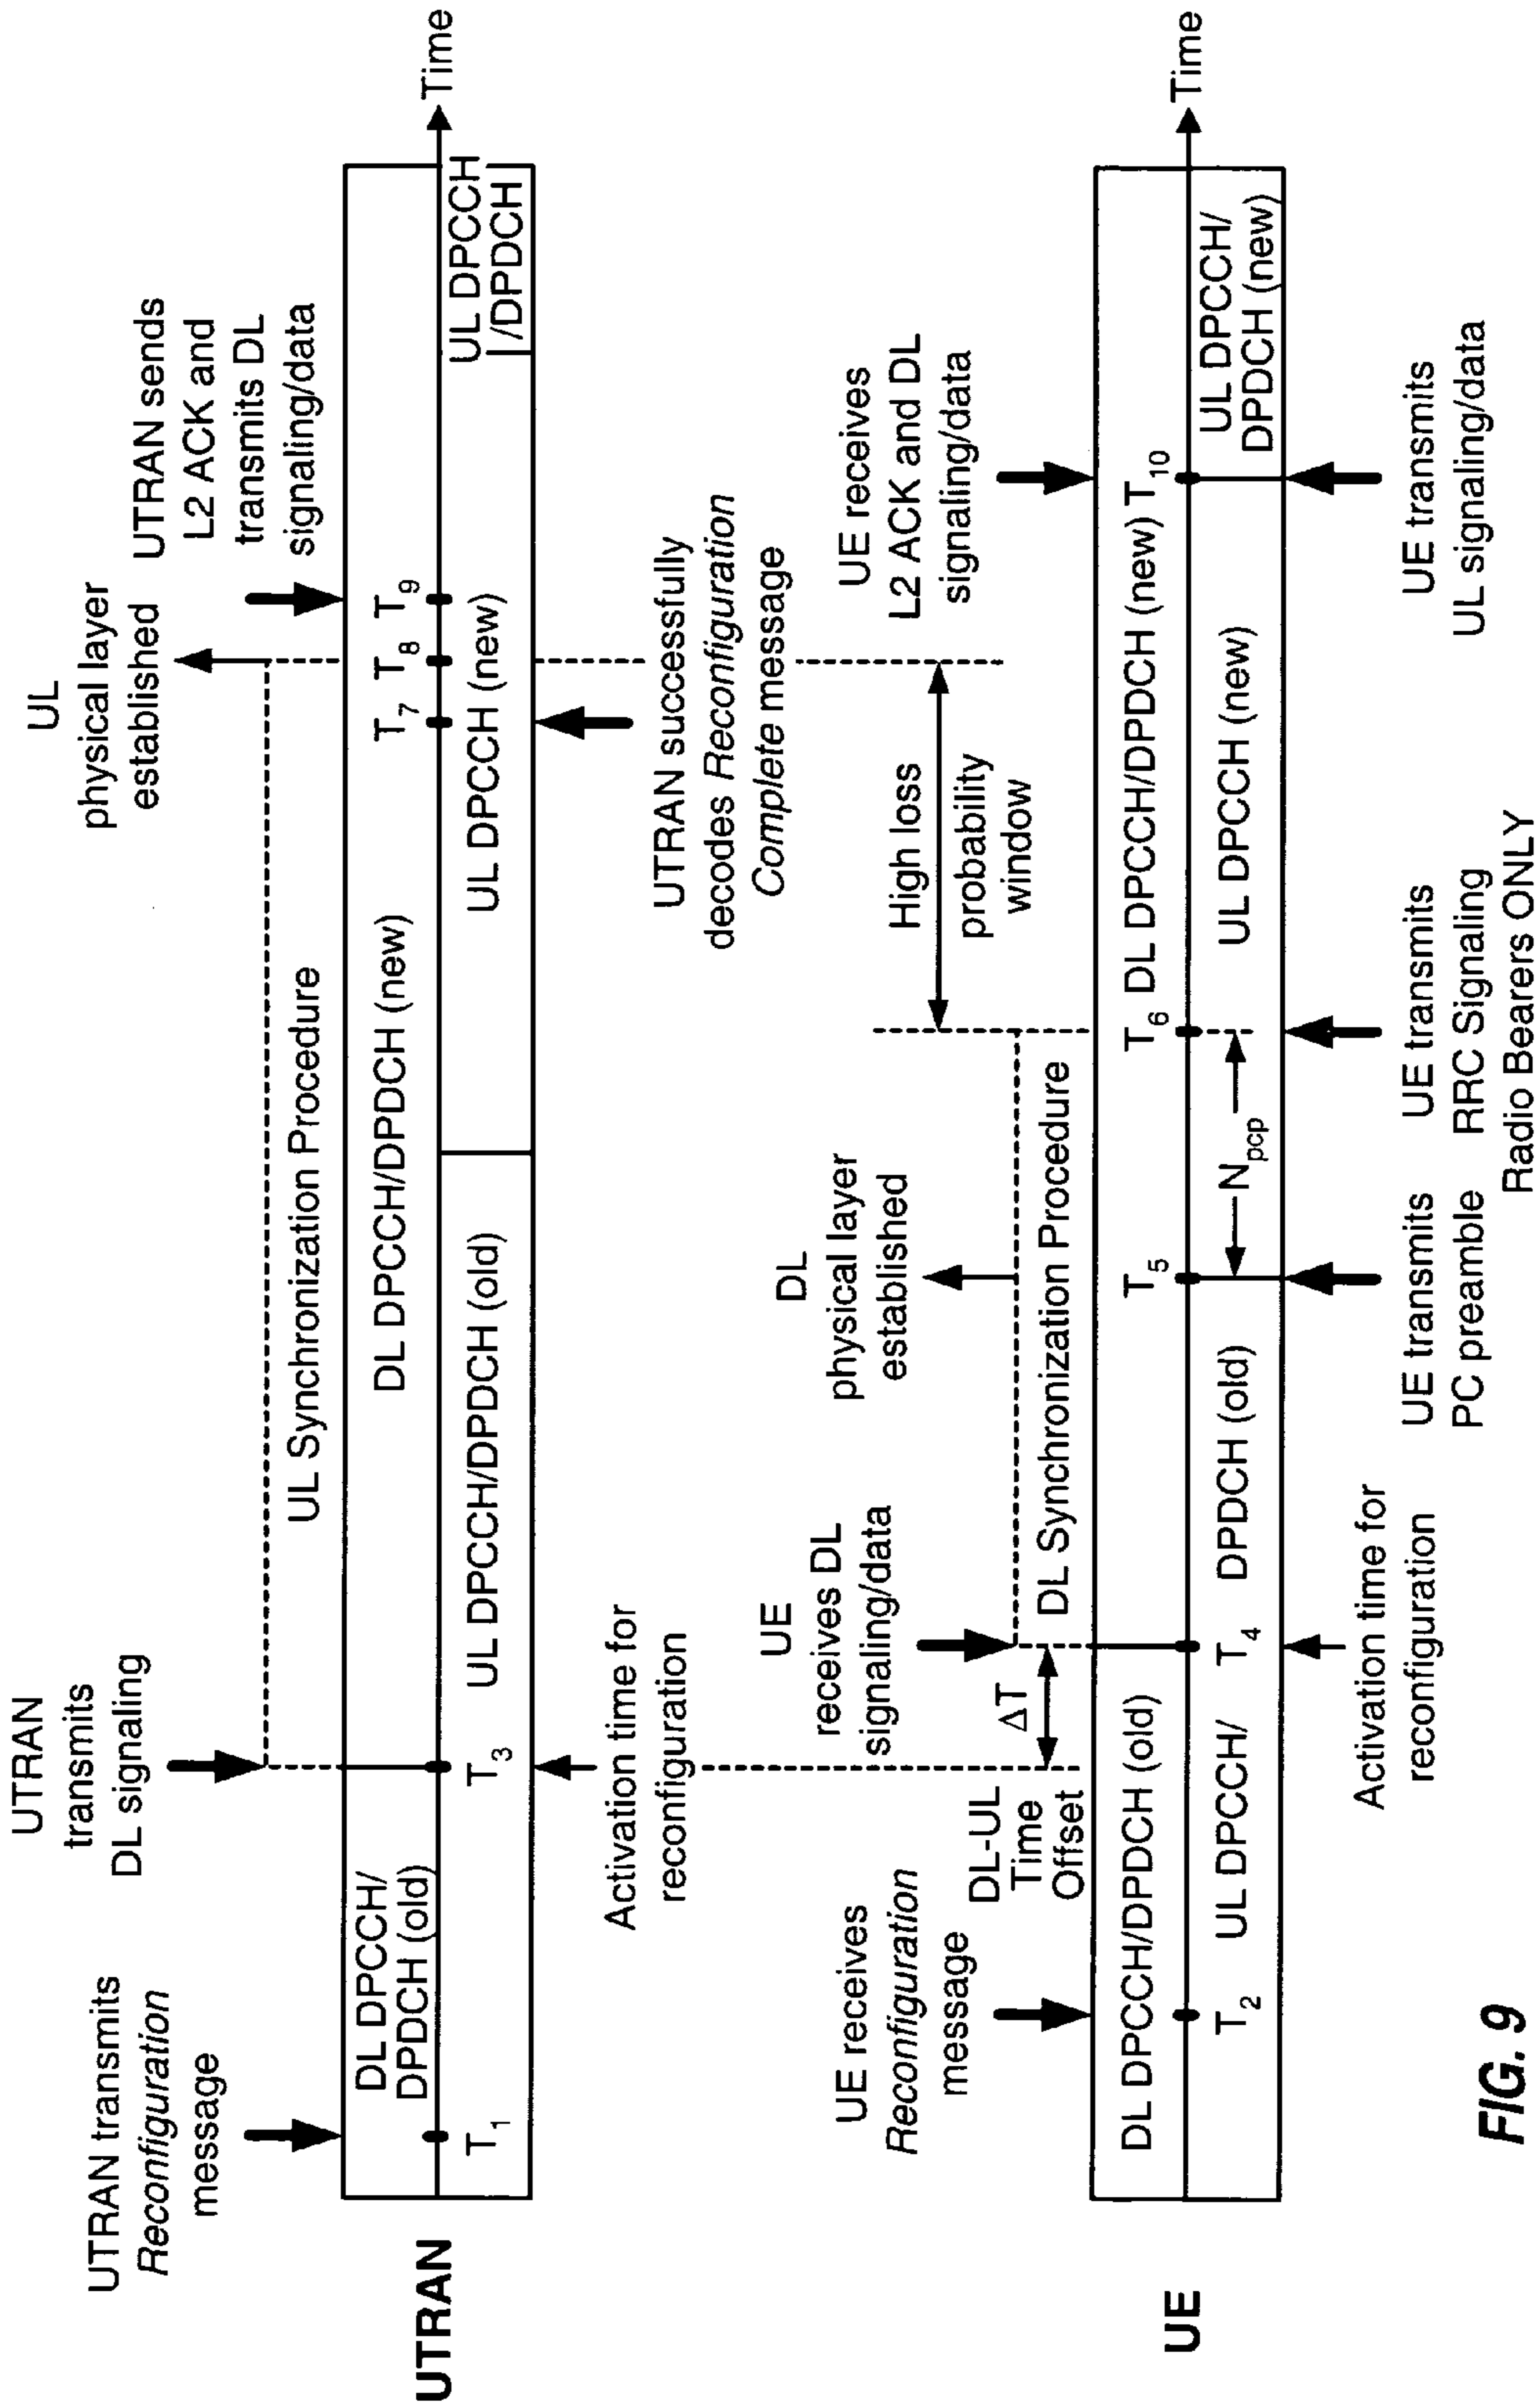 UTRAN transmits
Reconfiguration
message
UTRAN
transmits
DL signaling
UL
physical layer
established
UTRAN sends
L2 ACK and
transmits DL
signaling/data
UL Synchronization Procedure
UTRAN
DL DPCCH/
DPDCH (old)
DL DPCCH/DPDCH (new)
T7
T8
T9
Time
T1
T3
UL DPCCH/DPDCH (old)
UL DPCCH (new)
UL DPCCH
/DPDCH
Activation time for
reconfiguration
UTRAN successfully
decodes Reconfiguration
Complete message
UE receives
Reconfiguration
message
DL-UL
Time
Offset
ΔT
UE
receives DL
signaling/data
DL
physical layer
established
High loss
probability
window
UE receives
L2 ACK and DL
signaling/data
DL Synchronization Procedure
UE
DL DPCCH/DPDCH (old)
T5
T6
DL DPCCH/DPDCH (new)
T10
Time
T2
UL DPCCH/
T4
DPDCH (old)
Npcp
UL DPCCH (new)
UL DPCCH/
DPDCH (new)
Activation time for
reconfiguration
UE transmits
PC preamble
UE transmits
RRC Signaling
Radio Bearers ONLY
UE transmits
UL signaling/data
FIG. 9